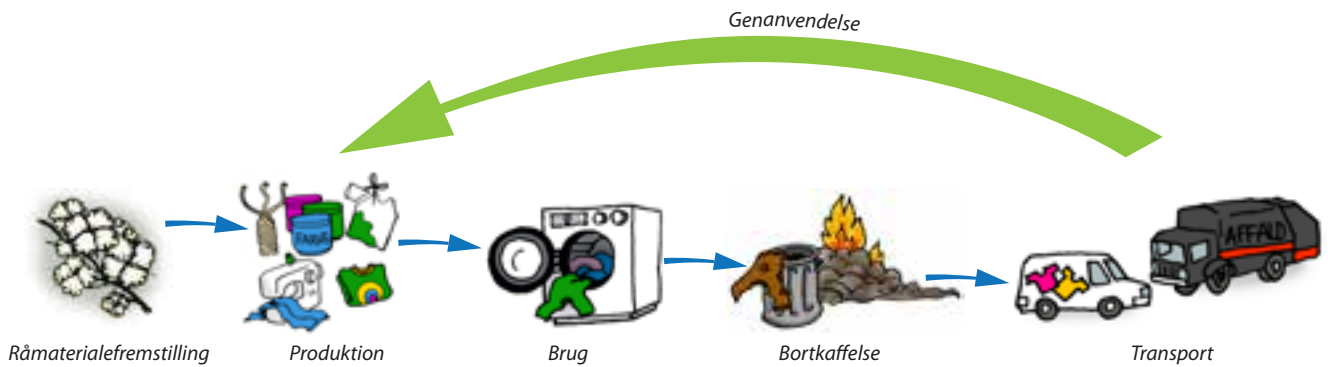 Genanvendelse
FARVE
AFFALD
Råmaterialefremstilling
Produktion
Brug
Bortkaffelse
Transport